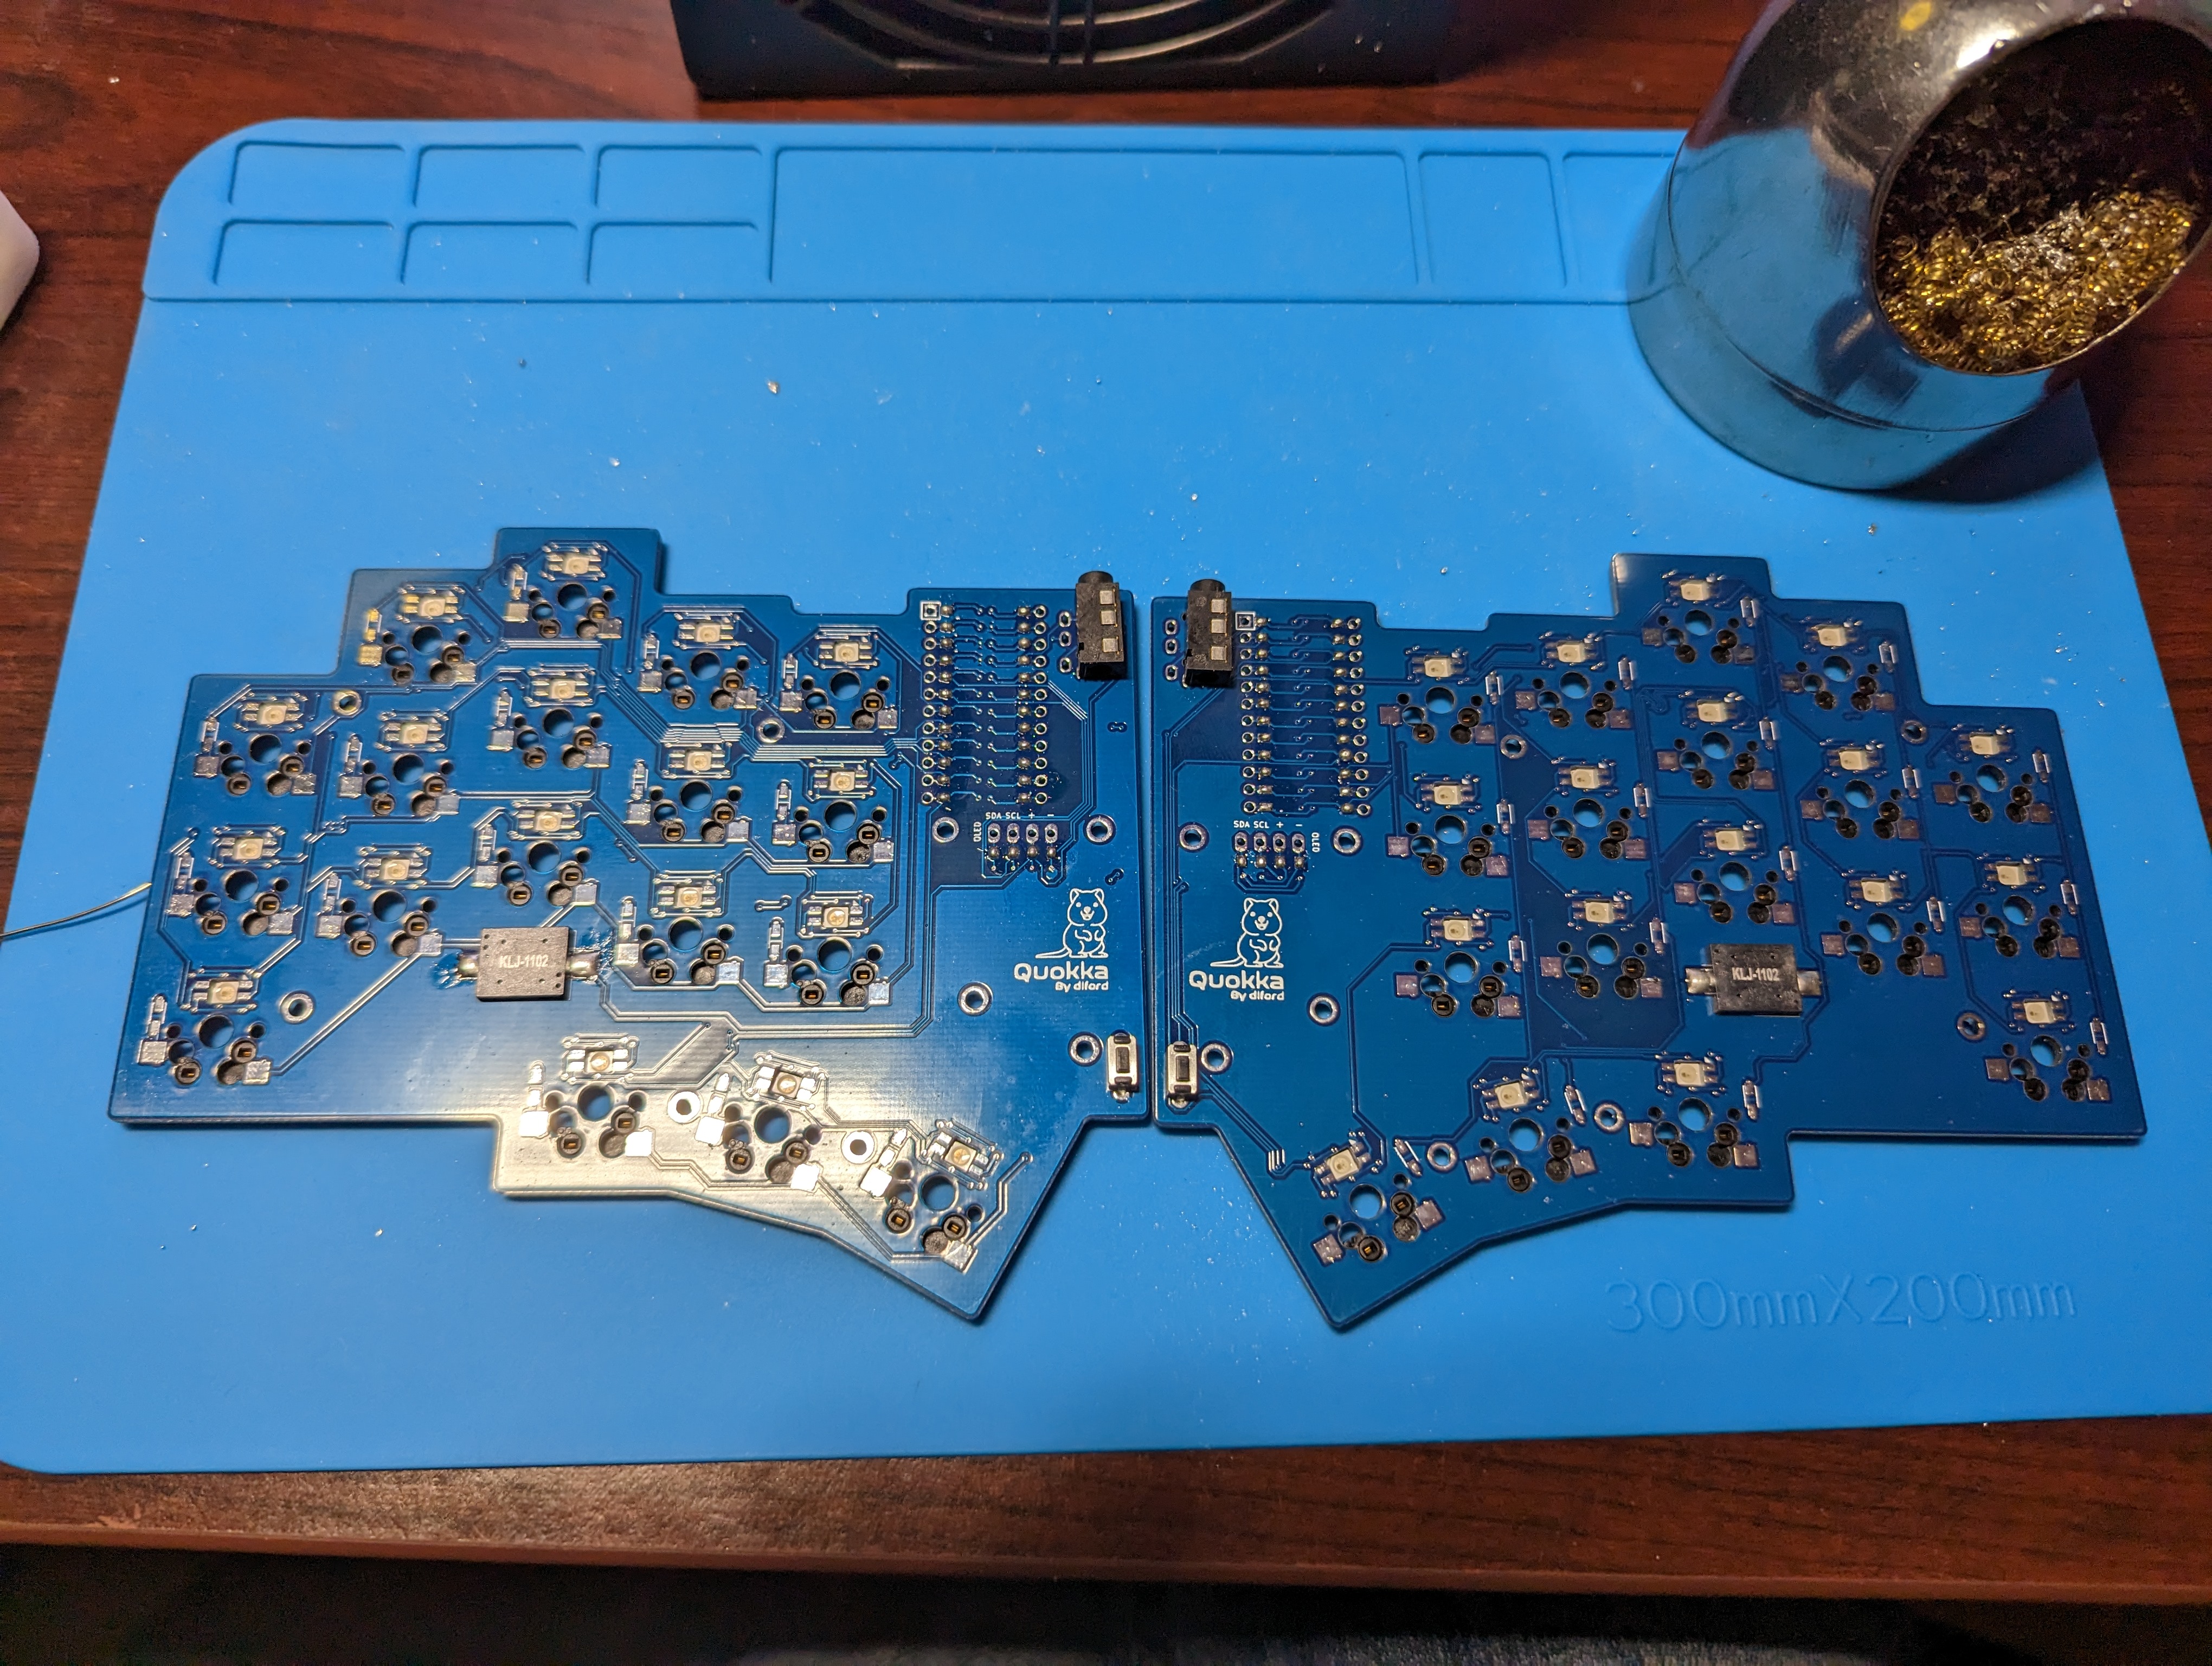 SDA SCL + -
OLED
SDA SCL + -
OLED
KLJ-1102
KLJ-1102
Quokka
By diford
Quokka
By diford
300mmX200mm